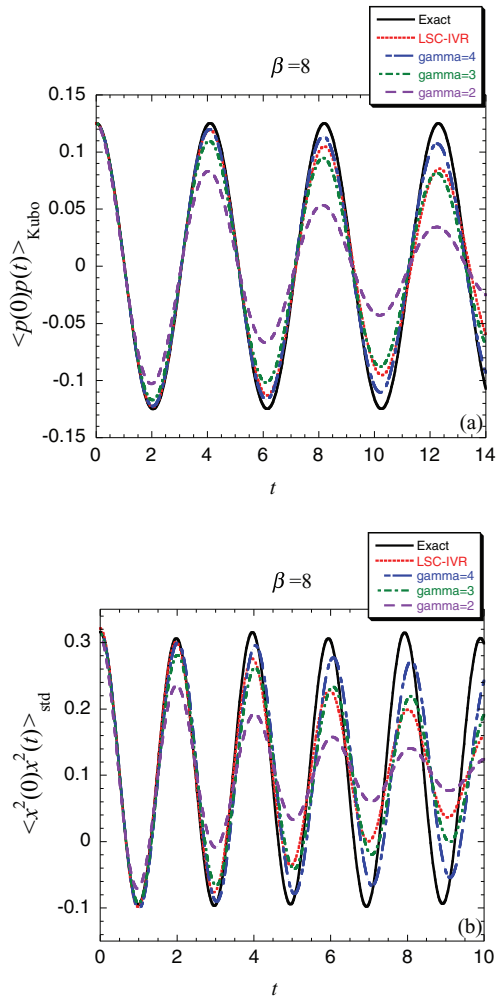 Exact
LSC-IVR
gamma=4
gamma=3
gamma=2
β=8
0.15
0.1
0.05
0
-0.05
-0.1
-0.15
<p(0)p(t)>Kubo
0 2 4 6 8 10 12 14
(a)
t
Exact
LSC-IVR
gamma=4
gamma=3
gamma=2
β=8
0.3
0.2
0.1
0
-0.1
<x²(0)x²(t)>std
0 2 4 6 8 10
(b)
t